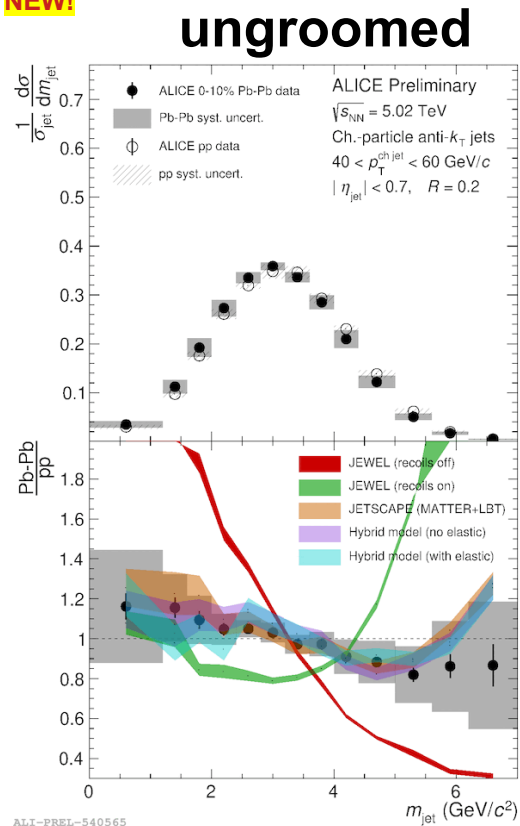 NEW!
ungroomed
1/σjet dσ/dmjet
ALICE 0-10% Pb-Pb data
Pb-Pb syst. uncert.
ALICE pp data
pp syst. uncert.
ALICE Preliminary
√sNN = 5.02 TeV
Ch.-particle anti-kT jets
40 < pT ch jet < 60 GeV/c
| ηjet | < 0.7, R = 0.2
0.7
0.6
0.5
0.4
0.3
0.2
0.1
Pb-Pb/pp
JEWEL (recoils off)
JEWEL (recoils on)
JETSCAPE (MATTER+LBT)
Hybrid model (no elastic)
Hybrid model (with elastic)
1.8
1.6
1.4
1.2
1
0.8
0.6
0.4
0 2 4 6
mjet (GeV/c²)
ALI-PREL-540565